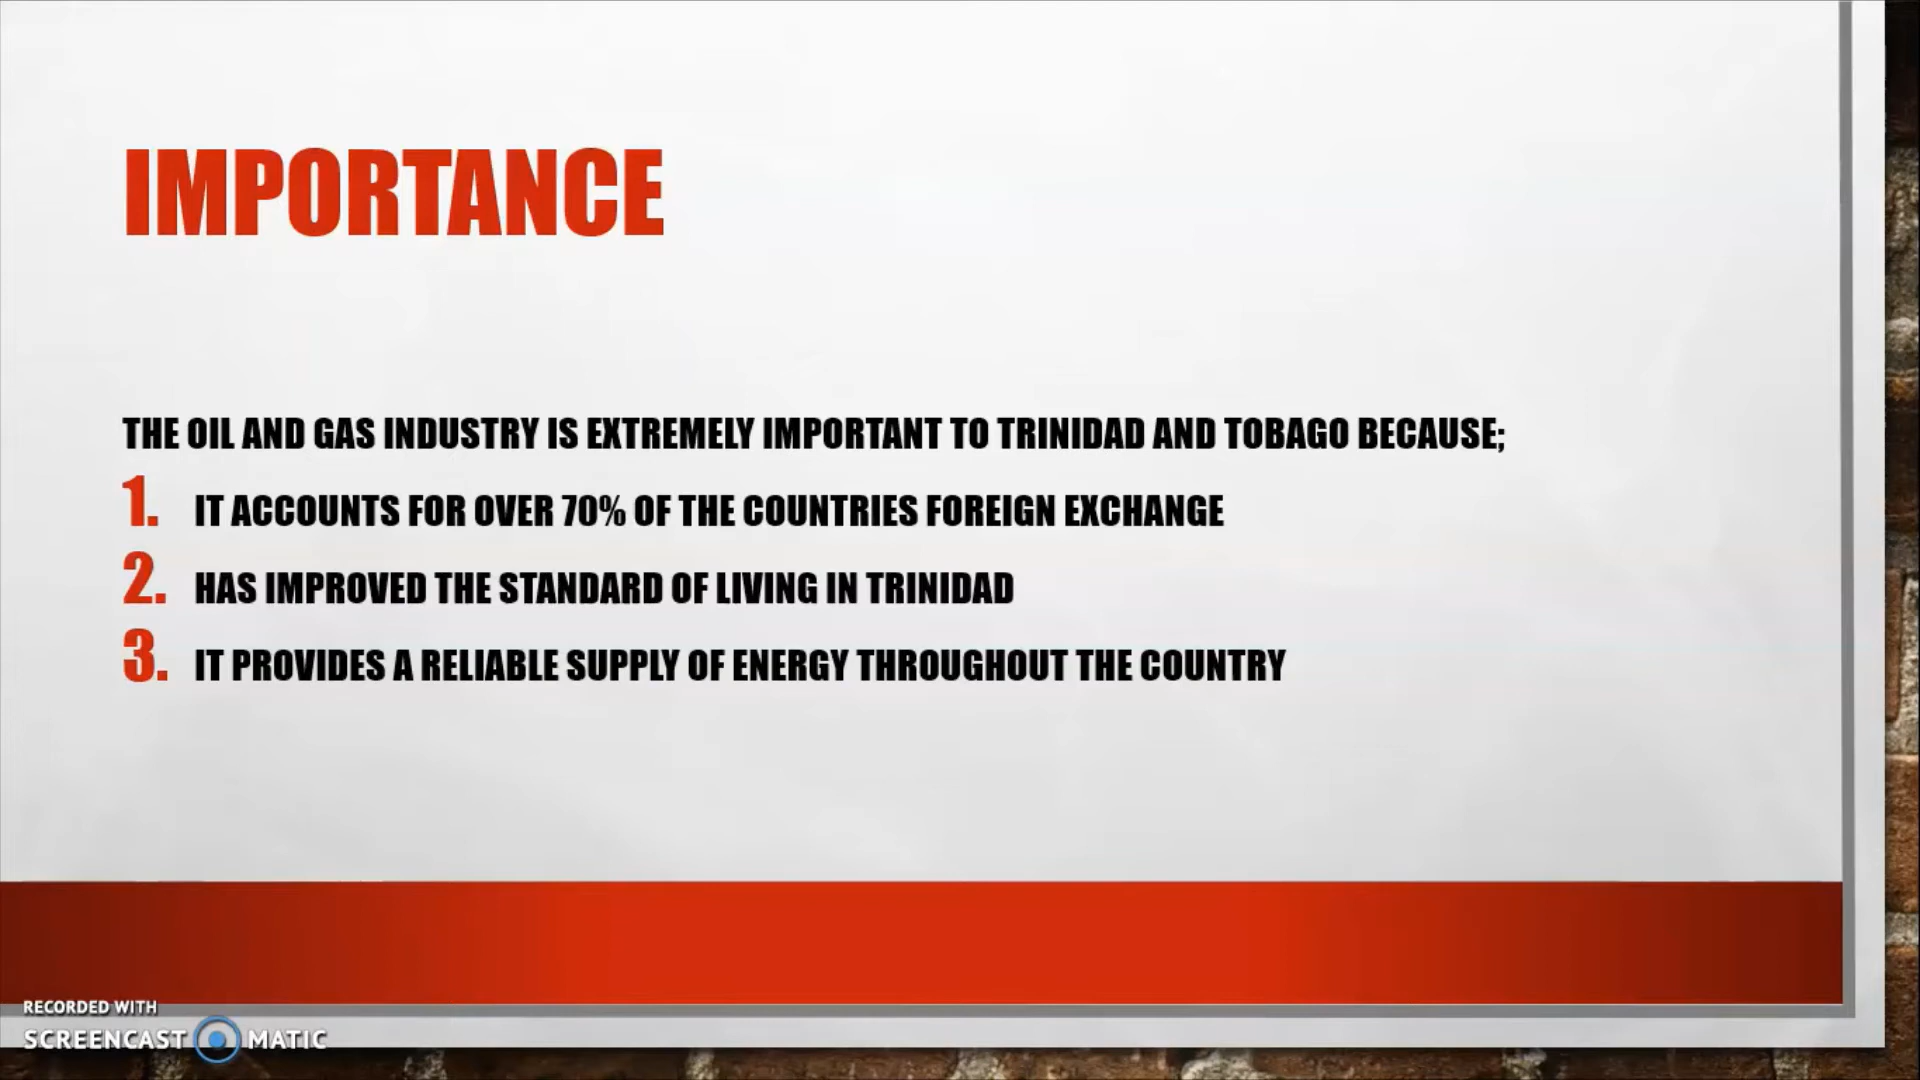 IMPORTANCE
THE OIL AND GAS INDUSTRY IS EXTREMELY IMPORTANT TO TRINIDAD AND TOBAGO BECAUSE;
1. IT ACCOUNTS FOR OVER 70% OF THE COUNTRIES FOREIGN EXCHANGE
2. HAS IMPROVED THE STANDARD OF LIVING IN TRINIDAD
3. IT PROVIDES A RELIABLE SUPPLY OF ENERGY THROUGHOUT THE COUNTRY
RECORDED WITH
SCREENCAST MATIC